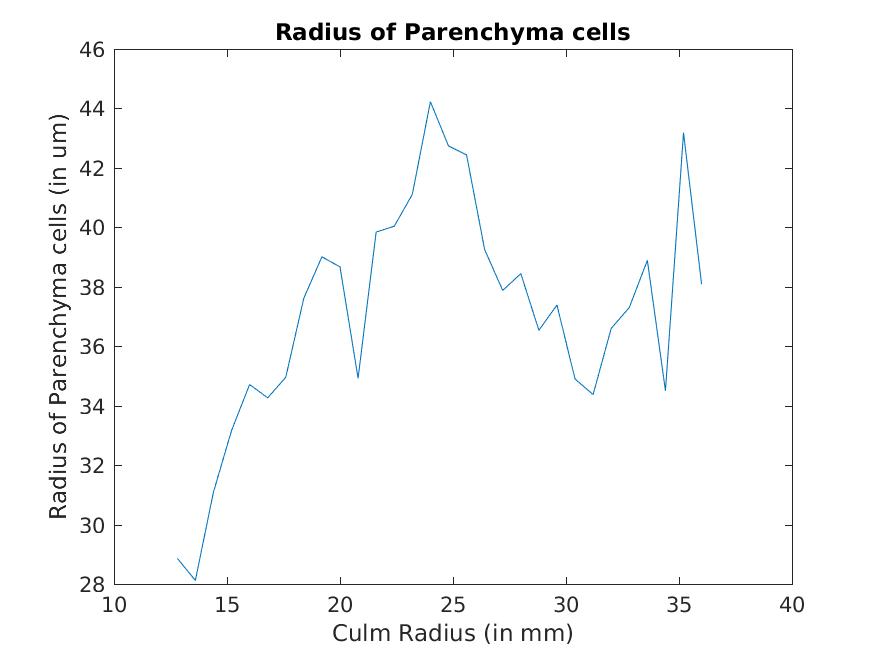 Radius of Parenchyma cells
46
44
42
40
38
36
34
32
30
28
Radius of Parenchyma cells (in um)
10 15 20 25 30 35 40
Culm Radius (in mm)